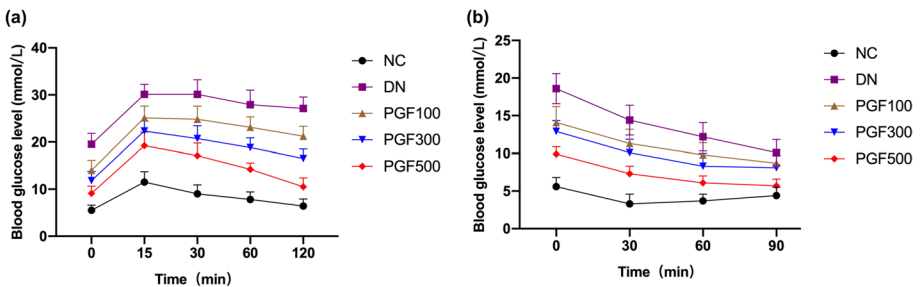 (a)
Blood glucose level (mmol/L)
40
30
20
10
0
0 15 30 60 120
Time (min)
NC
DN
PGF100
PGF300
PGF500
(b)
Blood glucose level (mmol/L)
25
20
15
10
5
0
0 30 60 90
Time (min)
NC
DN
PGF100
PGF300
PGF500